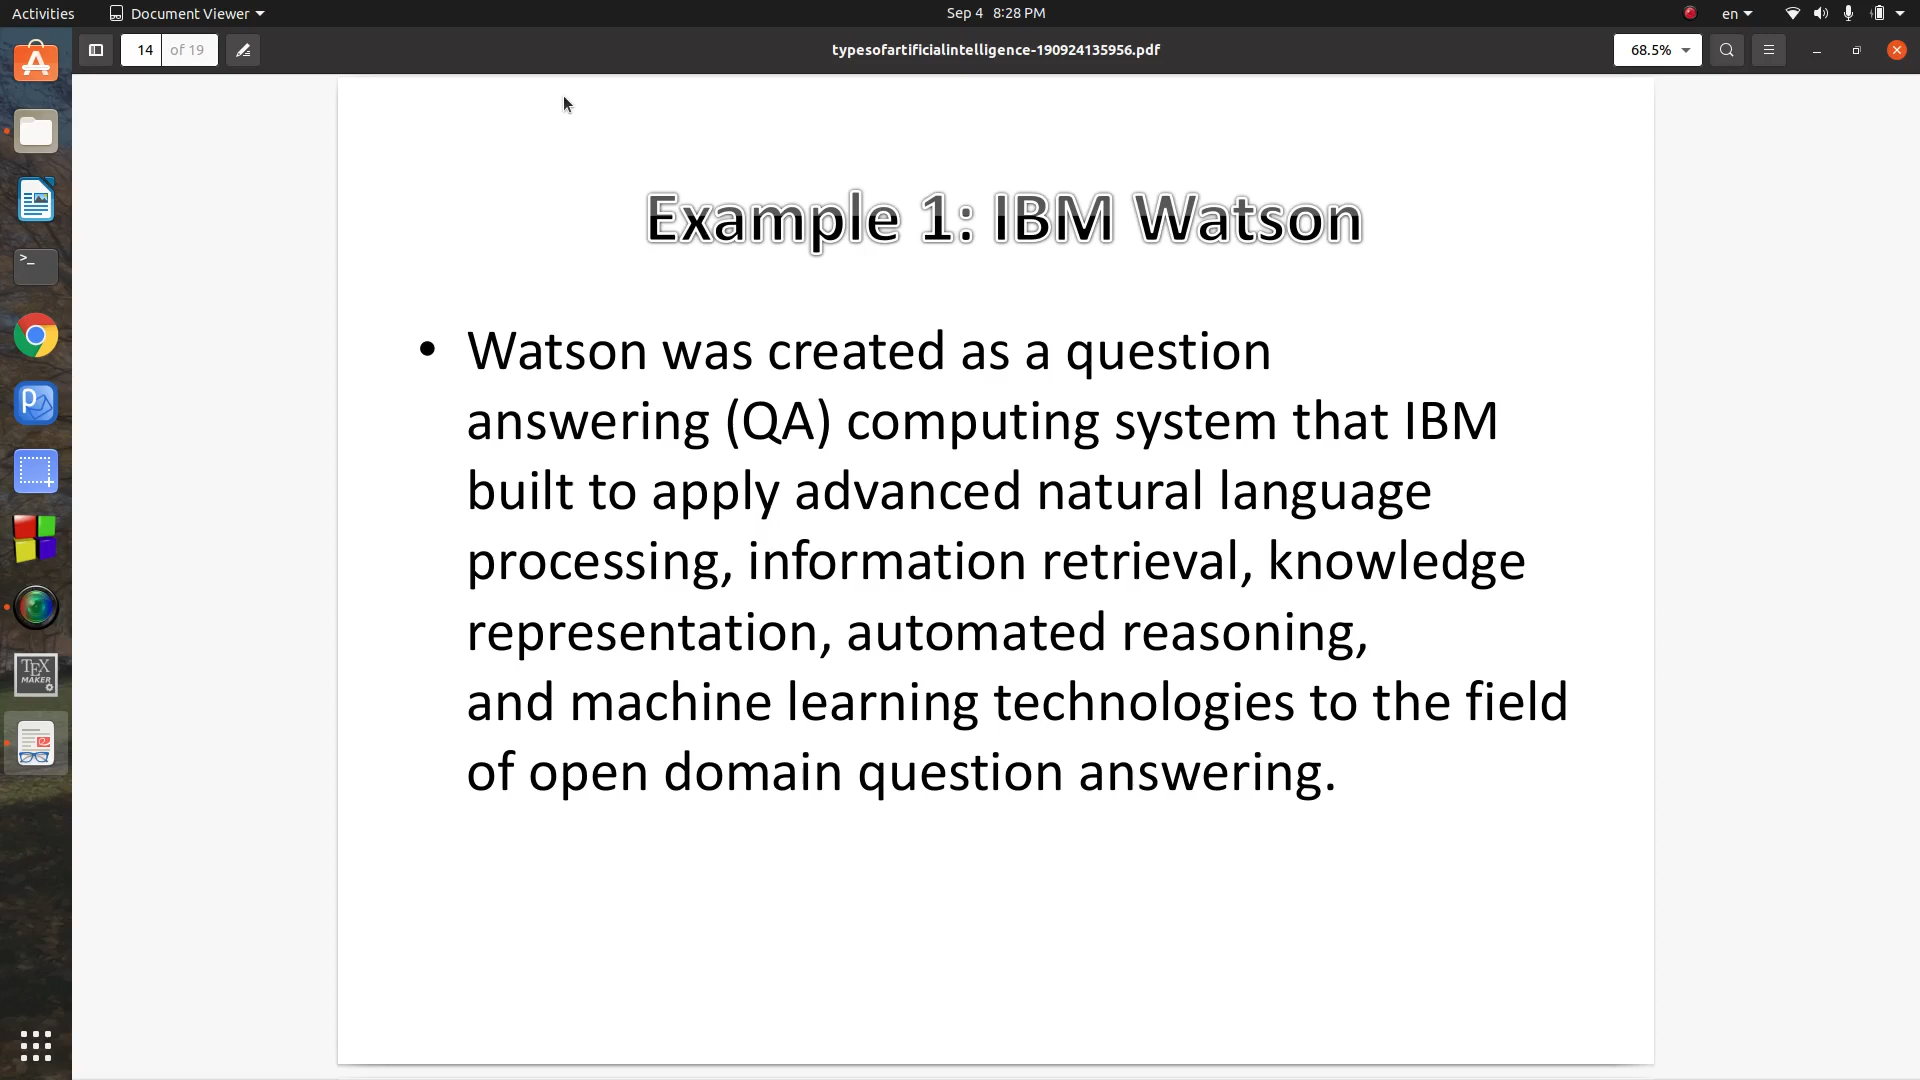 Activities
Document Viewer
Sep 4 8:28 PM
en
14 of 19
typesofartificialintelligence-190924135956.pdf
68.5%
>_
P
TEX
MAKER
Example 1: IBM Watson
• Watson was created as a question
answering (QA) computing system that IBM
built to apply advanced natural language
processing, information retrieval, knowledge
representation, automated reasoning,
and machine learning technologies to the field
of open domain question answering.